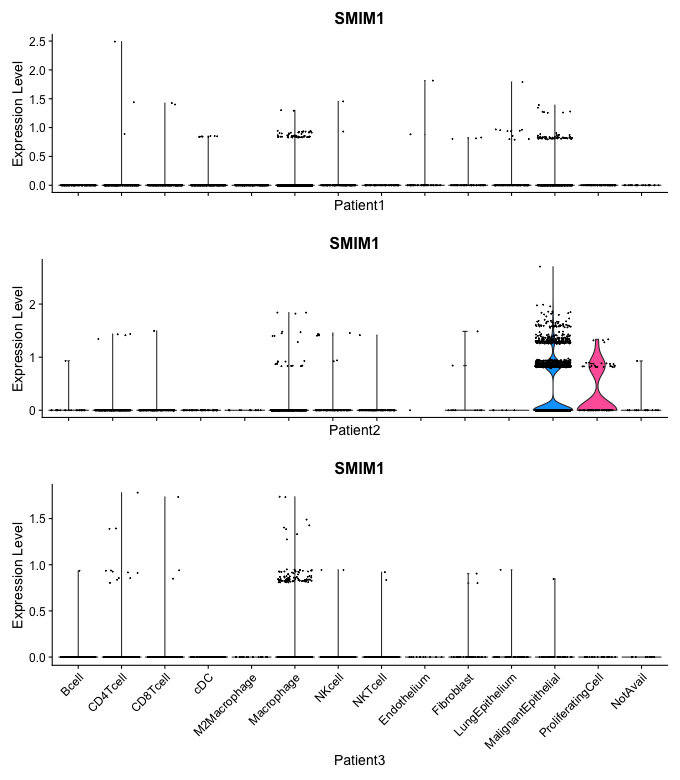 SMIM1
Expression Level
2.5
2.0
1.5
1.0
0.5
0.0
Patient1
SMIM1
Expression Level
2
1
0
Patient2
SMIM1
Expression Level
1.5
1.0
0.5
0.0
Bcell
CD4Tcell
CD8Tcell
cDC
M2Macrophage
Macrophage
NKcell
NKTcell
Endothelium
Fibroblast
LungEpithelium
MalignantEpithelial
ProliferatingCell
NotAvail
Patient3